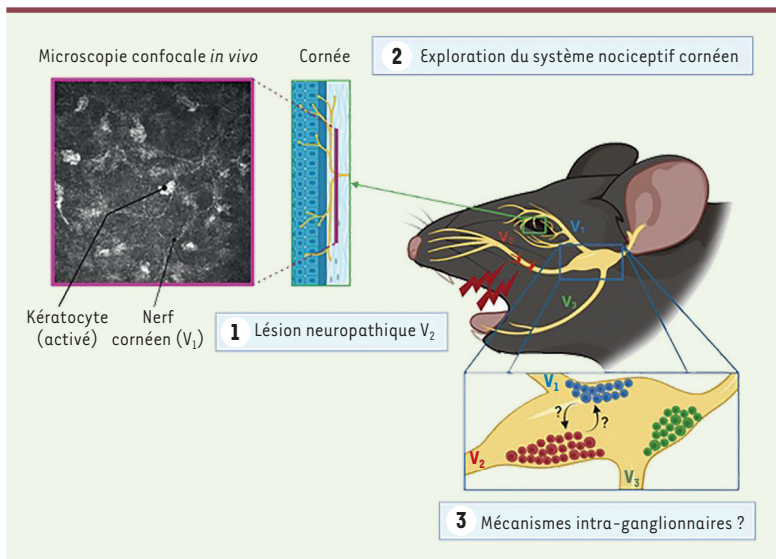 Microscopie confocale in vivo
Cornée
2 Exploration du système nociceptif cornéen
V₁
V₂
V₃
Kératocyte
(activé)
Nerf
cornéen (V₁)
1 Lésion neuropathique V₂
V₁
?
?
V₂
V₃
3 Mécanismes intra-ganglionnaires ?